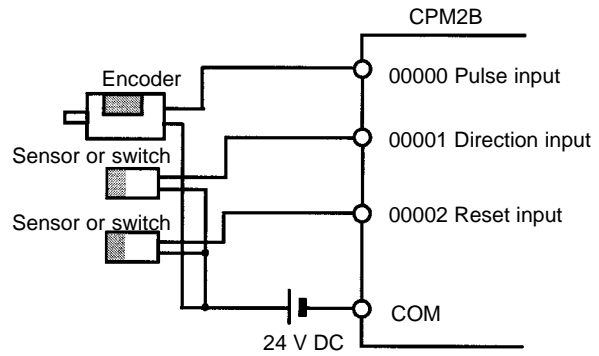 CPM2B
Encoder
00000 Pulse input
00001 Direction input
Sensor or switch
Sensor or switch
00002 Reset input
COM
24 V DC